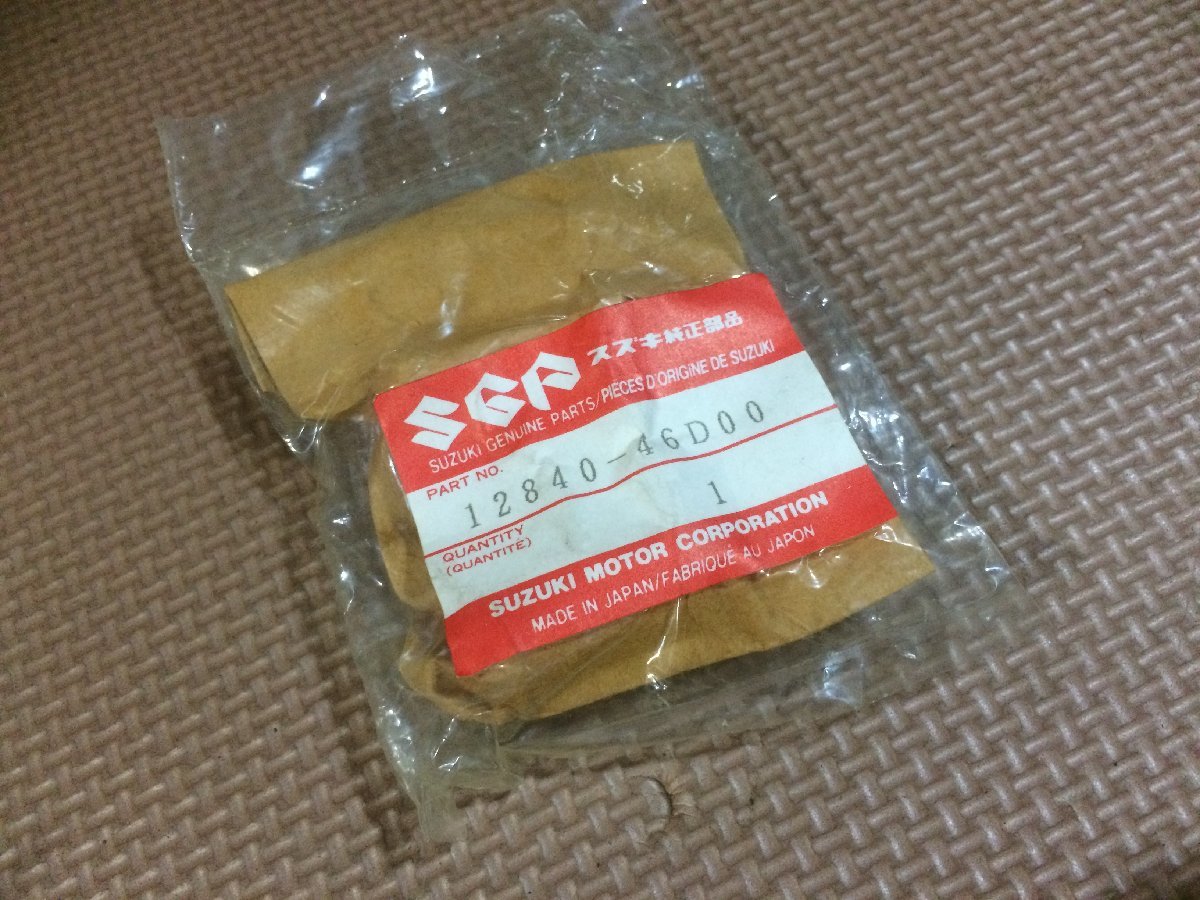 SGP スズキ純正部品
SUZUKI GENUINE PARTS/PIÈCES D'ORIGINE DE SUZUKI
PART NO.
12840-46D00
QUANTITY
(QUANTITÉ)
1
SUZUKI MOTOR CORPORATION
MADE IN JAPAN/FABRIQUÉ AU JAPON